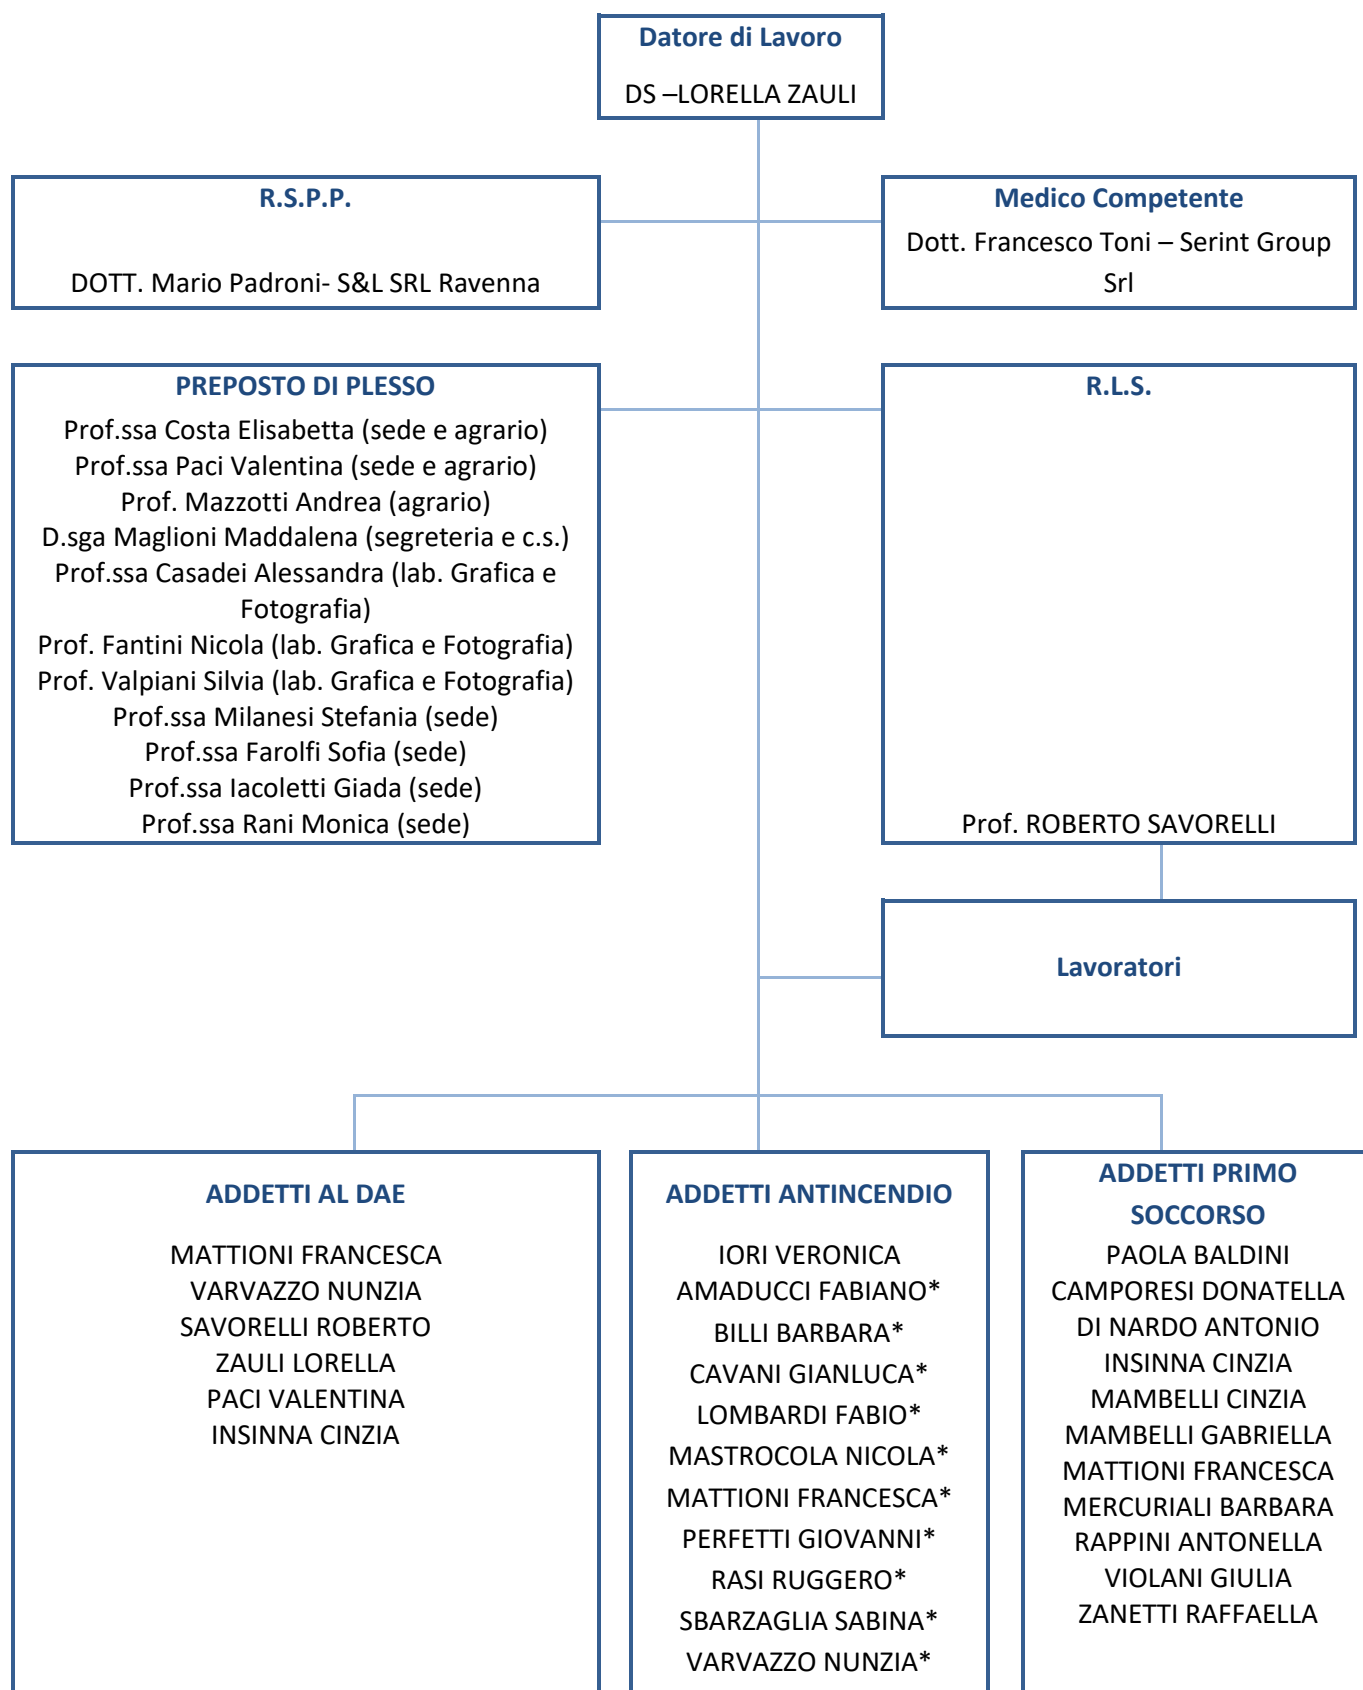 Datore di Lavoro
DS –LORELLA ZAULI
R.S.P.P.
DOTT. Mario Padroni- S&L SRL Ravenna
Medico Competente
Dott. Francesco Toni – Serint Group
Srl
PREPOSTO DI PLESSO
Prof.ssa Costa Elisabetta (sede e agrario)
Prof.ssa Paci Valentina (sede e agrario)
Prof. Mazzotti Andrea (agrario)
D.sga Maglioni Maddalena (segreteria e c.s.)
Prof.ssa Casadei Alessandra (lab. Grafica e
Fotografia)
Prof. Fantini Nicola (lab. Grafica e Fotografia)
Prof. Valpiani Silvia (lab. Grafica e Fotografia)
Prof.ssa Milanesi Stefania (sede)
Prof.ssa Farolfi Sofia (sede)
Prof.ssa Iacoletti Giada (sede)
Prof.ssa Rani Monica (sede)
R.L.S.
Prof. ROBERTO SAVORELLI
Lavoratori
ADDETTI AL DAE
MATTIONI FRANCESCA
VARVAZZO NUNZIA
SAVORELLI ROBERTO
ZAULI LORELLA
PACI VALENTINA
INSINNA CINZIA
ADDETTI ANTINCENDIO
IORI VERONICA
AMADUCCI FABIANO*
BILLI BARBARA*
CAVANI GIANLUCA*
LOMBARDI FABIO*
MASTROCOLA NICOLA*
MATTIONI FRANCESCA*
PERFETTI GIOVANNI*
RASI RUGGERO*
SBARZAGLIA SABINA*
VARVAZZO NUNZIA*
ADDETTI PRIMO
SOCCORSO
PAOLA BALDINI
CAMPORESI DONATELLA
DI NARDO ANTONIO
INSINNA CINZIA
MAMBELLI CINZIA
MAMBELLI GABRIELLA
MATTIONI FRANCESCA
MERCURIALI BARBARA
RAPPINI ANTONELLA
VIOLANI GIULIA
ZANETTI RAFFAELLA